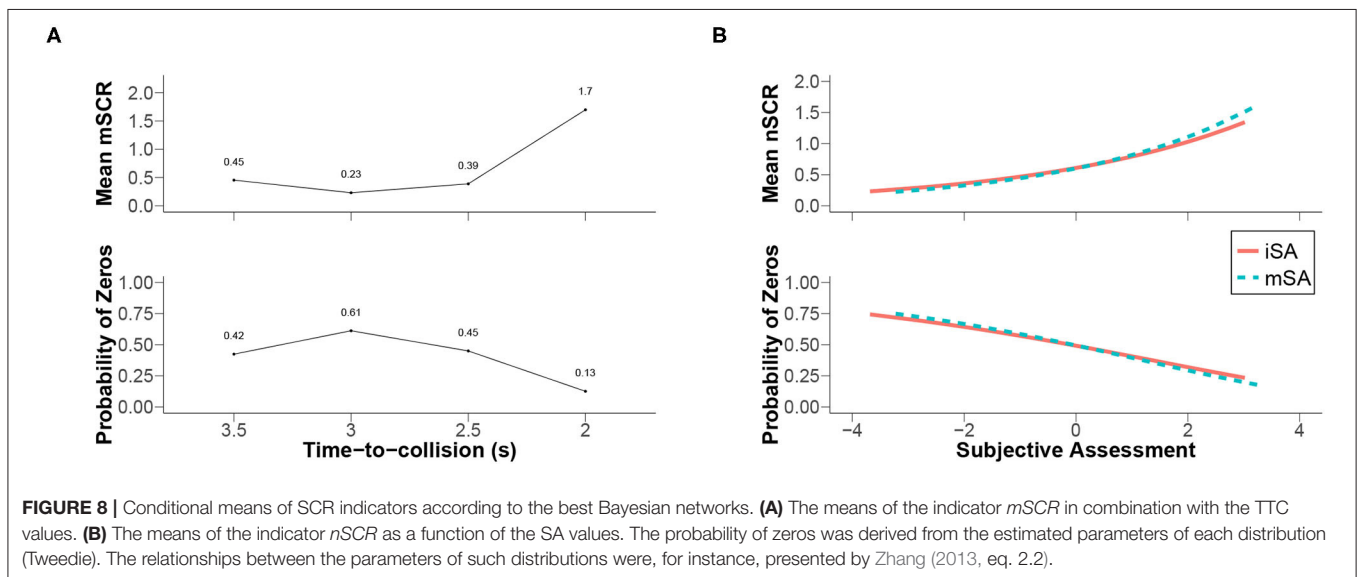 A
B
Mean mSCR
2.0
1.5
1.0
0.5
0.0
0.45
0.23
0.39
1.7
Mean nSCR
2.0
1.5
1.0
0.5
0.0
Probability of Zeros
1.00
0.75
0.50
0.25
0.00
0.42
0.61
0.45
0.13
3.5
3
2.5
2
Time−to−collision (s)
Probability of Zeros
1.00
0.75
0.50
0.25
0.00
−4
−2
0
2
4
Subjective Assessment
iSA
mSA
FIGURE 8 | Conditional means of SCR indicators according to the best Bayesian networks. (A) The means of the indicator mSCR in combination with the TTC
values. (B) The means of the indicator nSCR as a function of the SA values. The probability of zeros was derived from the estimated parameters of each distribution
(Tweedie). The relationships between the parameters of such distributions were, for instance, presented by Zhang (2013, eq. 2.2).